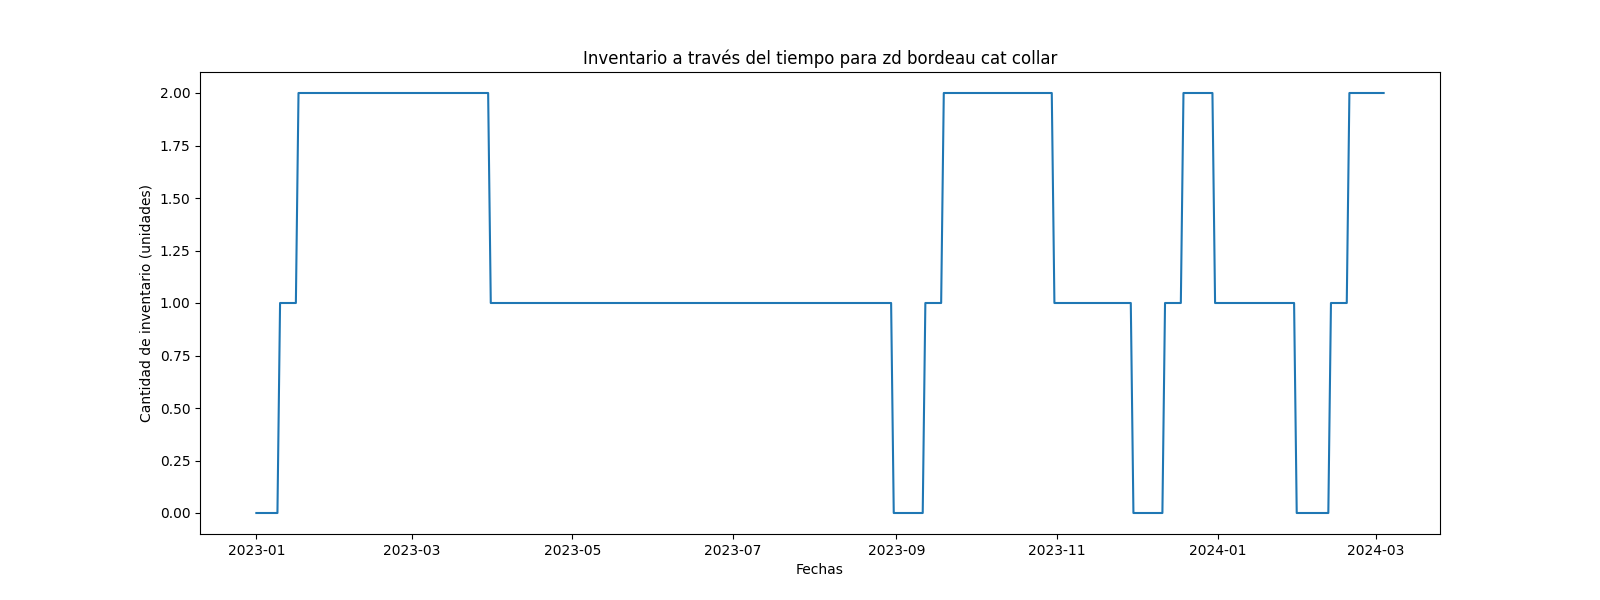 Inventario a través del tiempo para zd bordeau cat collar
Cantidad de inventario (unidades)
2.00
1.75
1.50
1.25
1.00
0.75
0.50
0.25
0.00
2023-01 2023-03 2023-05 2023-07 2023-09 2023-11 2024-01 2024-03
Fechas